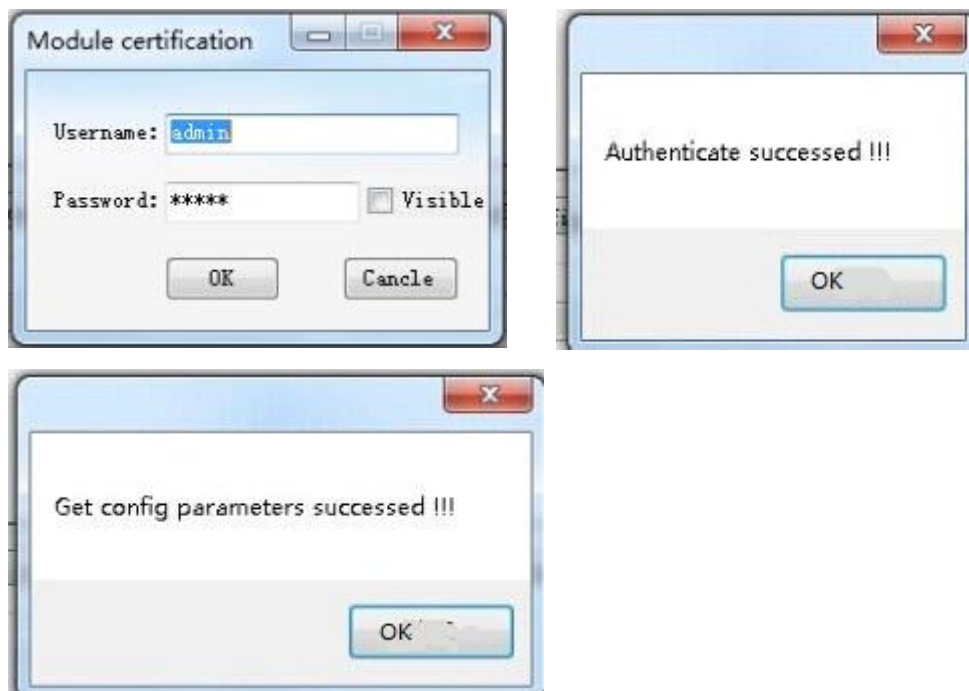 Module certification
Username: admin
Password: ***** Visible
OK Cancle
Authenticate successed !!!
OK
Get config parameters successed !!!
OK